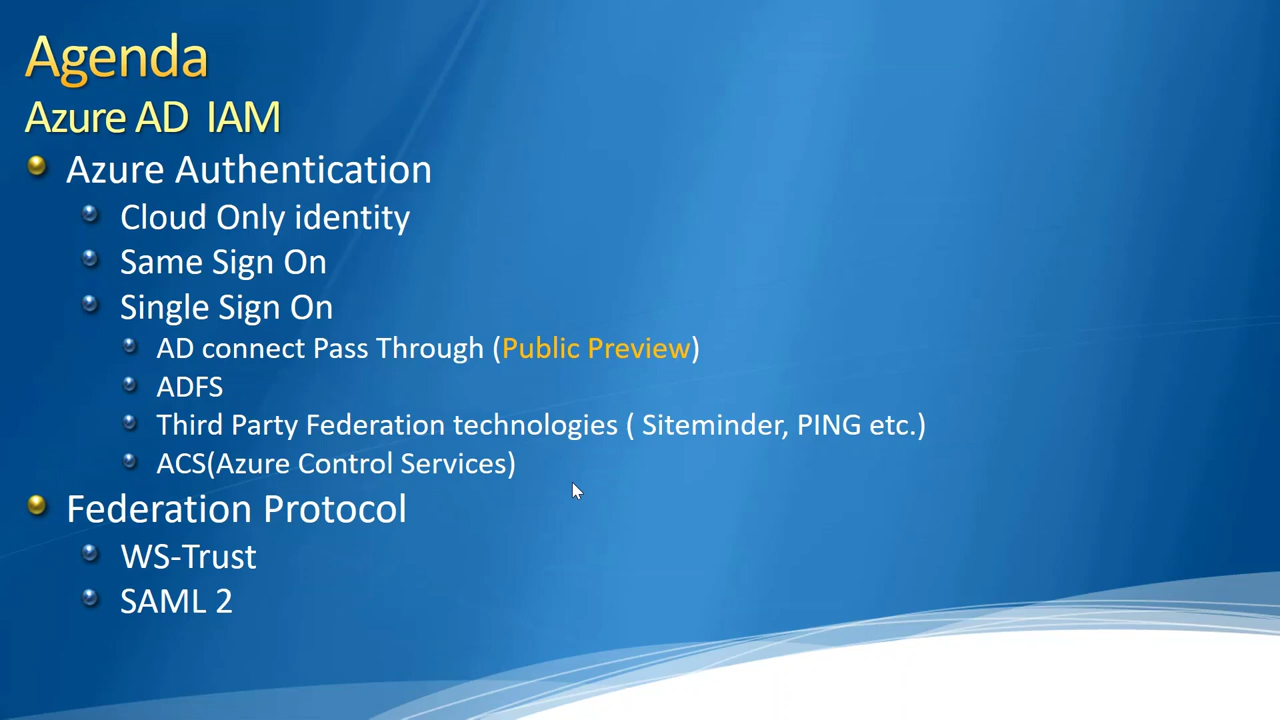 Agenda
Azure AD IAM
Azure Authentication
Cloud Only identity
Same Sign On
Single Sign On
AD connect Pass Through (Public Preview)
ADFS
Third Party Federation technologies ( Siteminder, PING etc.)
ACS(Azure Control Services)
Federation Protocol
WS-Trust
SAML 2